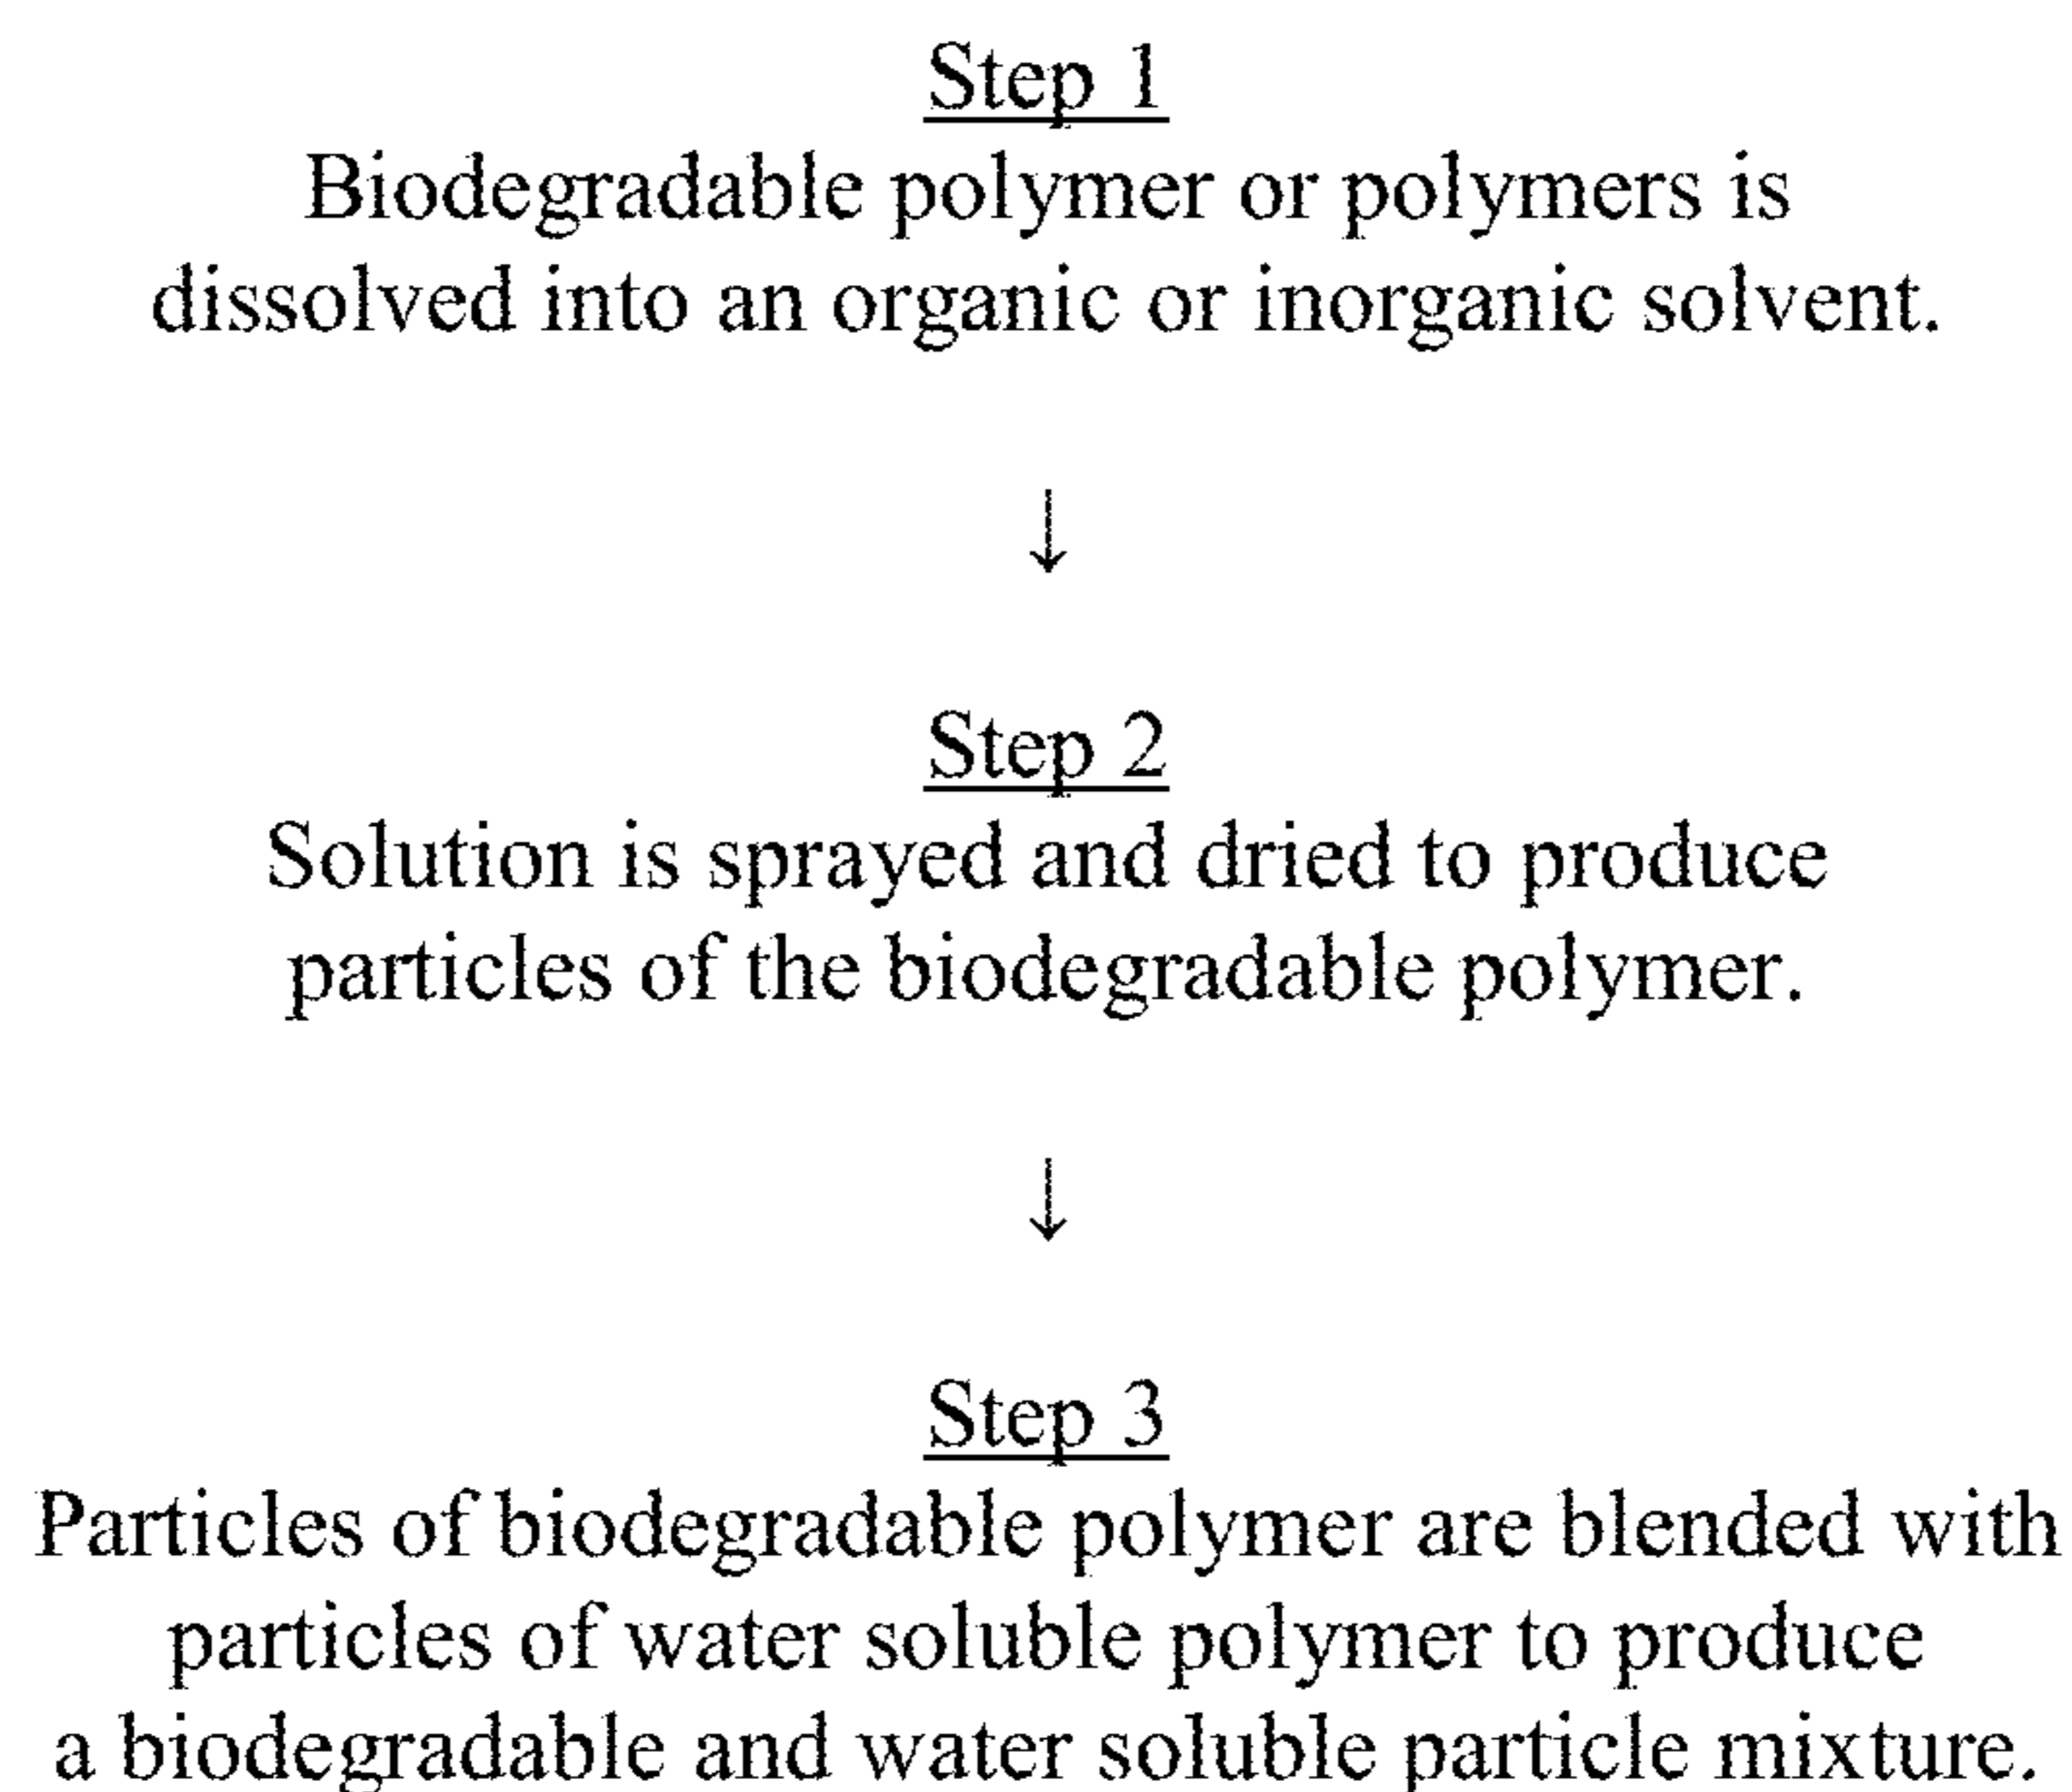 Step 1
Biodegradable polymer or polymers is
dissolved into an organic or inorganic solvent.
↓
Step 2
Solution is sprayed and dried to produce
particles of the biodegradable polymer.
↓
Step 3
Particles of biodegradable polymer are blended with
particles of water soluble polymer to produce
a biodegradable and water soluble particle mixture.